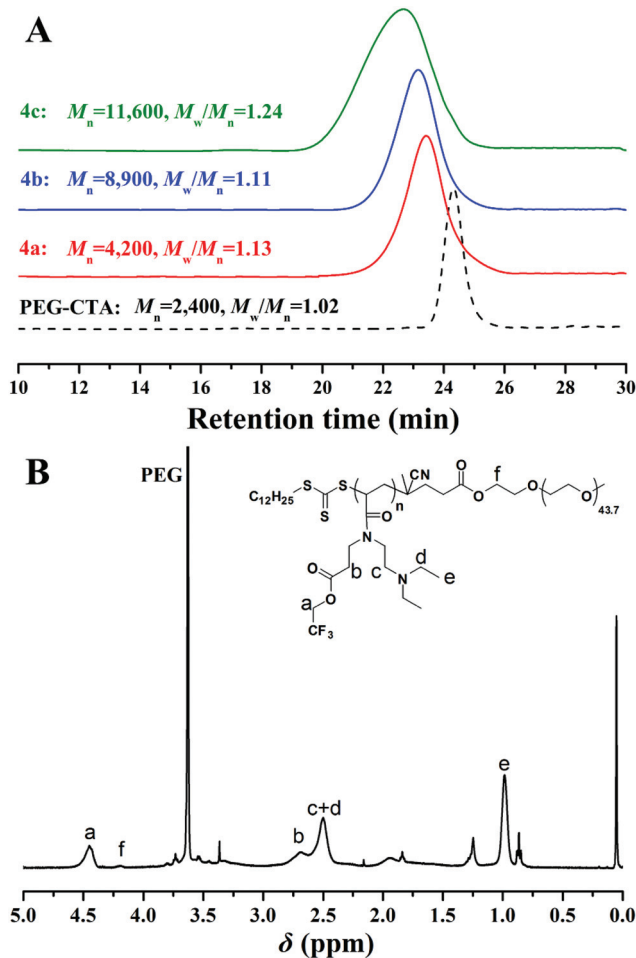 A
4c: Mn=11,600, Mw/Mn=1.24
4b: Mn=8,900, Mw/Mn=1.11
4a: Mn=4,200, Mw/Mn=1.13
PEG-CTA: Mn=2,400, Mw/Mn=1.02
10 12 14 16 18 20 22 24 26 28 30
Retention time (min)
B
PEG
C12H25 S S S n CN O O f O O 43.7
O
N
b c d e
O O N
a
CF3
a f b c+d e
5.0 4.5 4.0 3.5 3.0 2.5 2.0 1.5 1.0 0.5 0.0
δ (ppm)